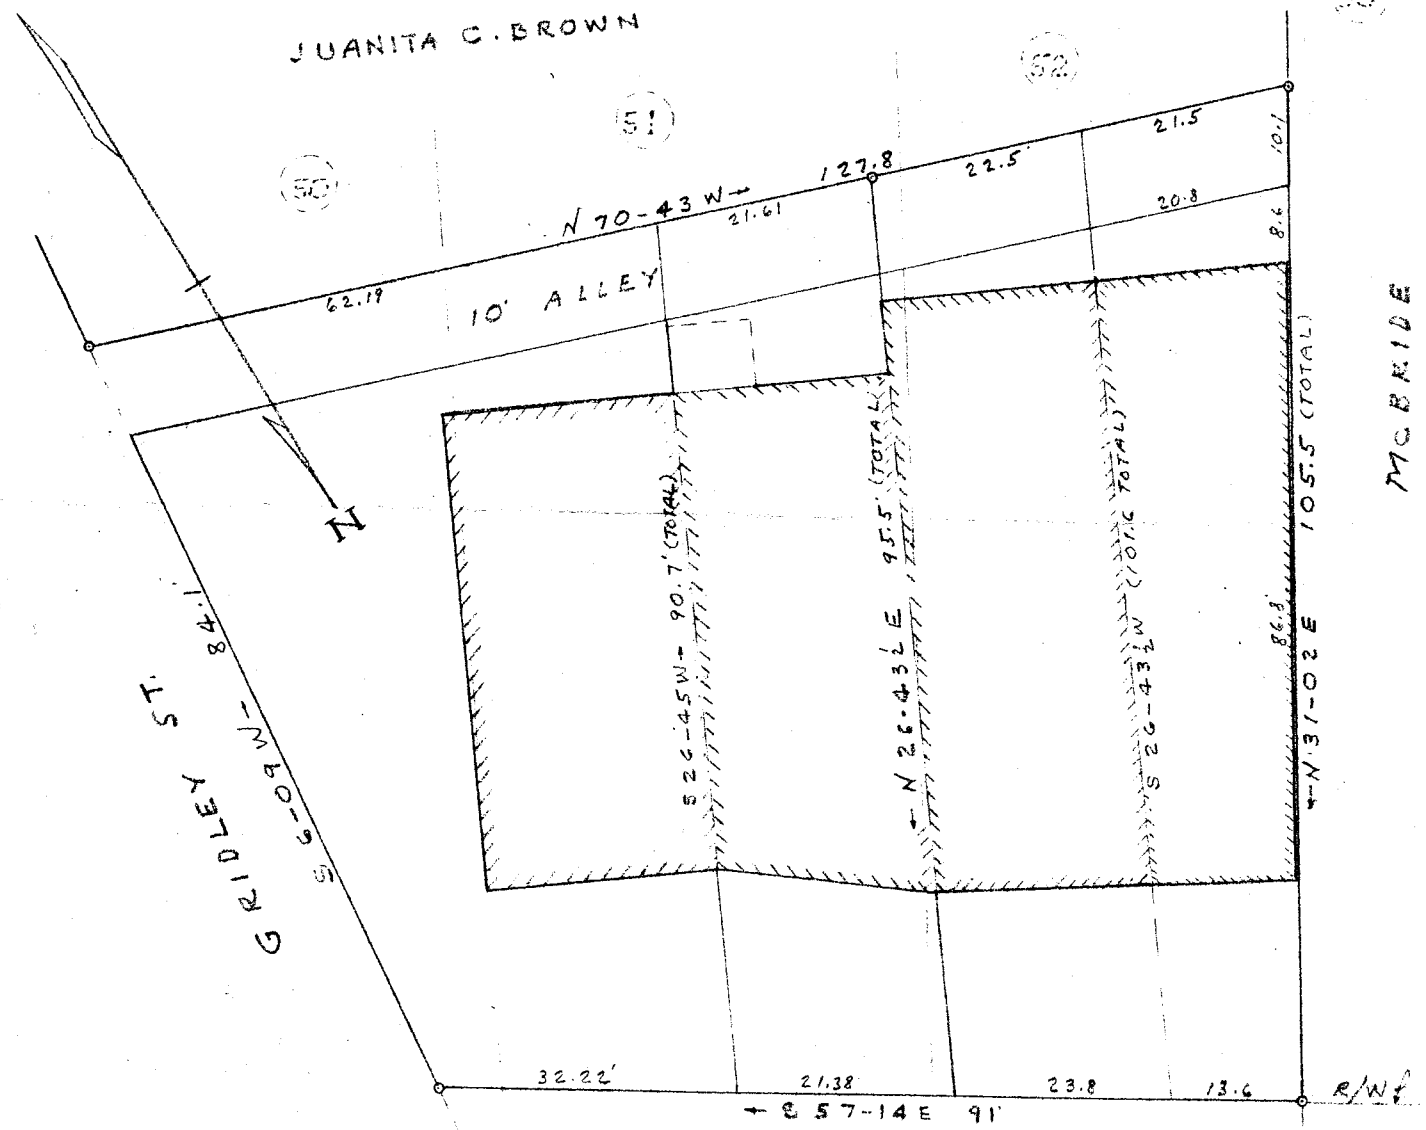 JUANITA C. BROWN
50
51
52
127.8
N 70-43 W→
62.19
21.61
22.5'
21.5
10.1
20.8
8.6
10' ALLEY
N
MCBRIDE
105.5 (TOTAL)
←N 31-02 E
86.8'
S 26-43½ W (101.6 TOTAL)
← N 26-43½ E 95.5' (TOTAL)
S 26-45 W← 90.7' (TOTAL)
84.1'
S 6-09 W→
GRIDLEY ST.
32.22'
21.38
23.8
13.6
R/W
← S 57-14 E 91'